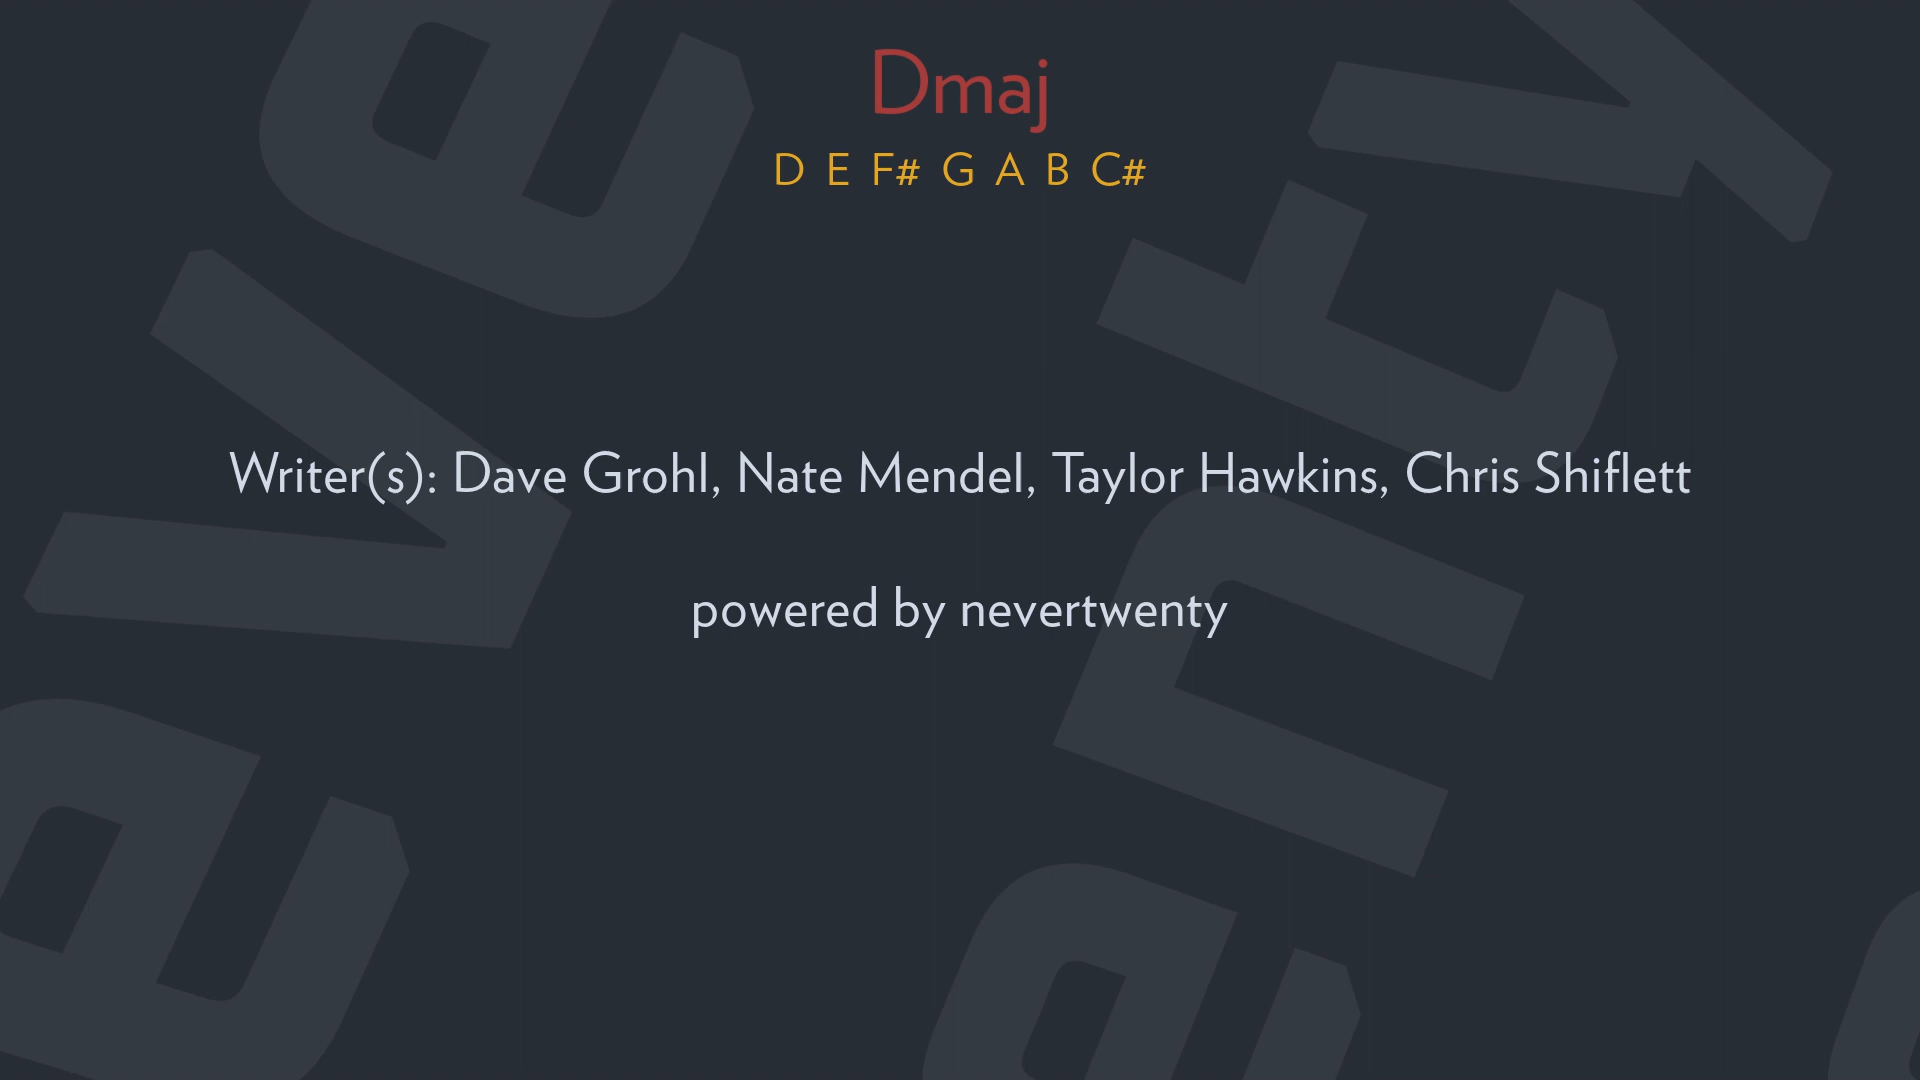 Dmaj
D E F# G A B C#
Writer(s): Dave Grohl, Nate Mendel, Taylor Hawkins, Chris Shiflett
powered by nevertwenty